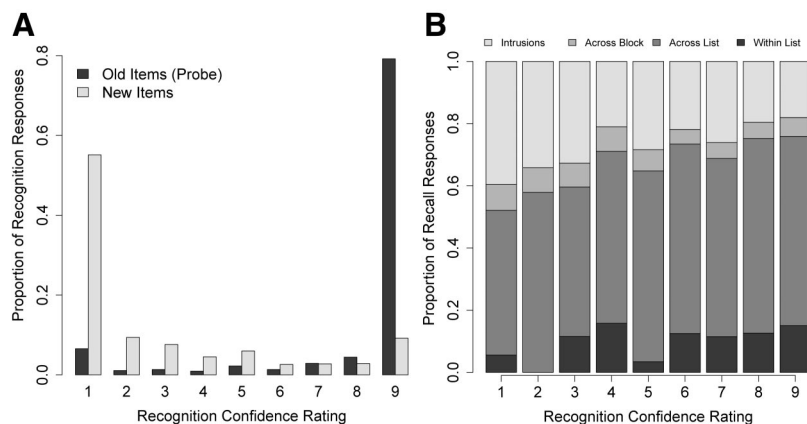 A
Proportion of Recognition Responses
0.8
0.6
0.4
0.2
0.0
Old Items (Probe)
New Items
1 2 3 4 5 6 7 8 9
Recognition Confidence Rating
B
Intrusions Across Block Across List Within List
Proportion of Recall Responses
1.0
0.8
0.6
0.4
0.2
0.0
1 2 3 4 5 6 7 8 9
Recognition Confidence Rating